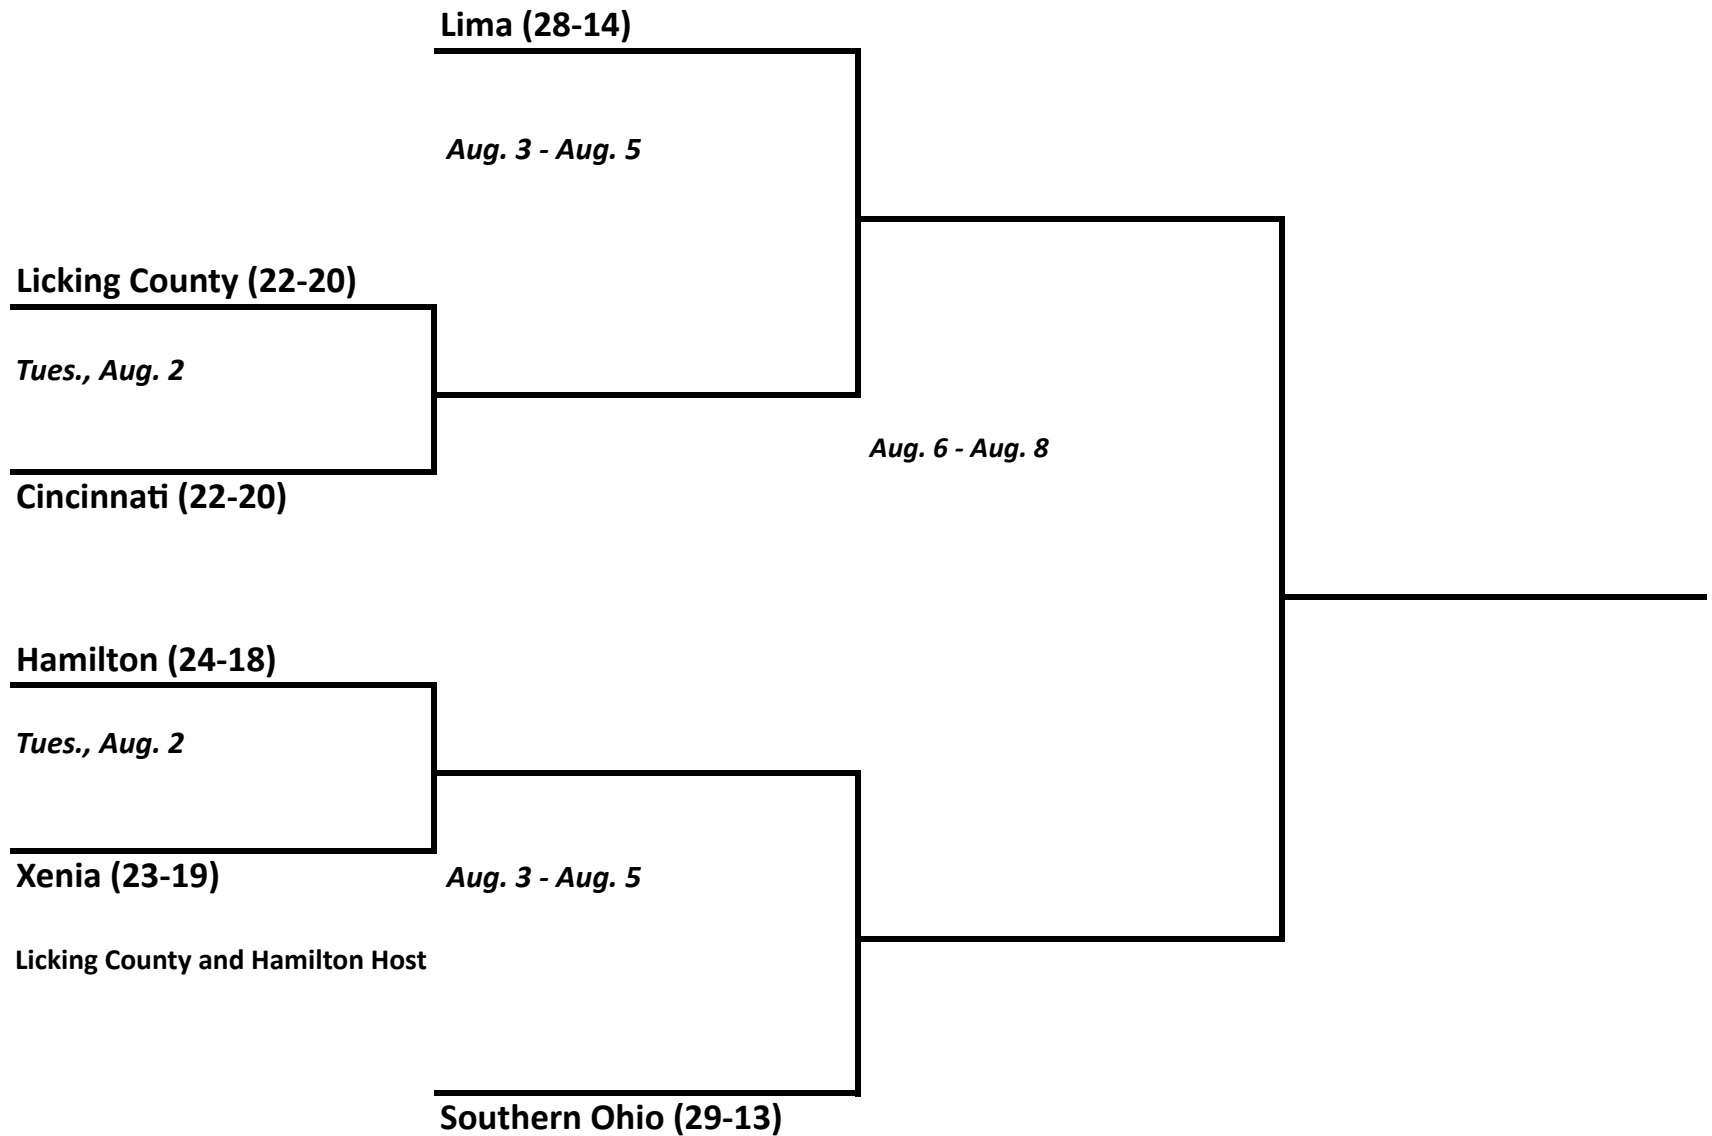 Lima (28-14)
Aug. 3 - Aug. 5
Licking County (22-20)
Tues., Aug. 2
Cincinnati (22-20)
Aug. 6 - Aug. 8
Hamilton (24-18)
Tues., Aug. 2
Xenia (23-19)
Aug. 3 - Aug. 5
Licking County and Hamilton Host
Southern Ohio (29-13)